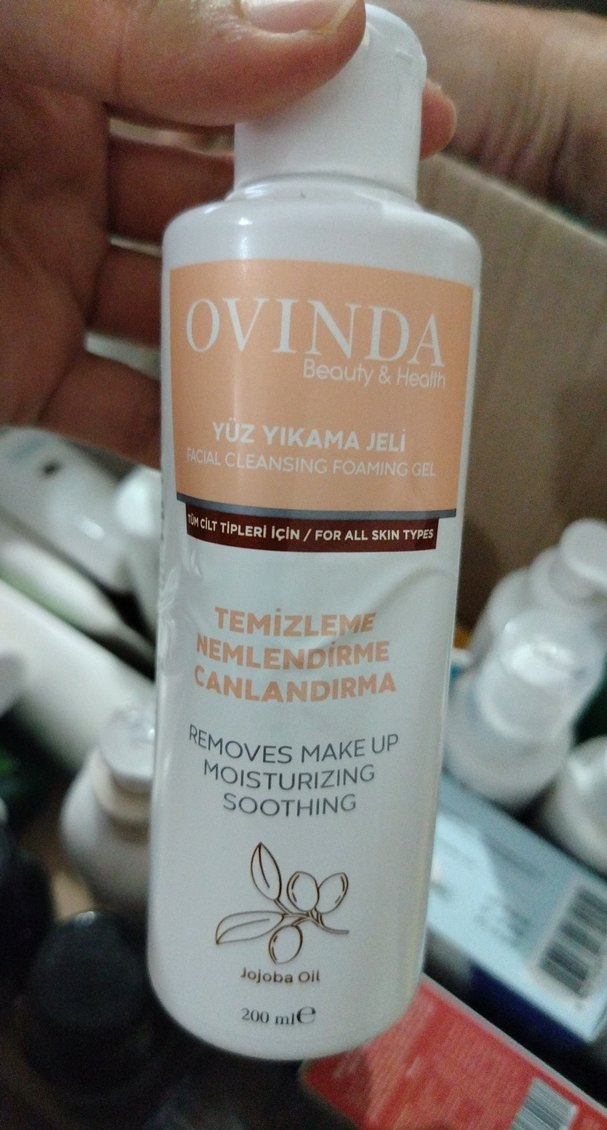 OVINDA
Beauty & Health
YÜZ YIKAMA JELİ
FACIAL CLEANSING FOAMING GEL
TÜM CİLT TİPLERİ İÇİN / FOR ALL SKIN TYPES
TEMİZLEME
NEMLENDİRME
CANLANDIRMA
REMOVES MAKE UP
MOISTURIZING
SOOTHING
Jojoba Oil
200 ml℮